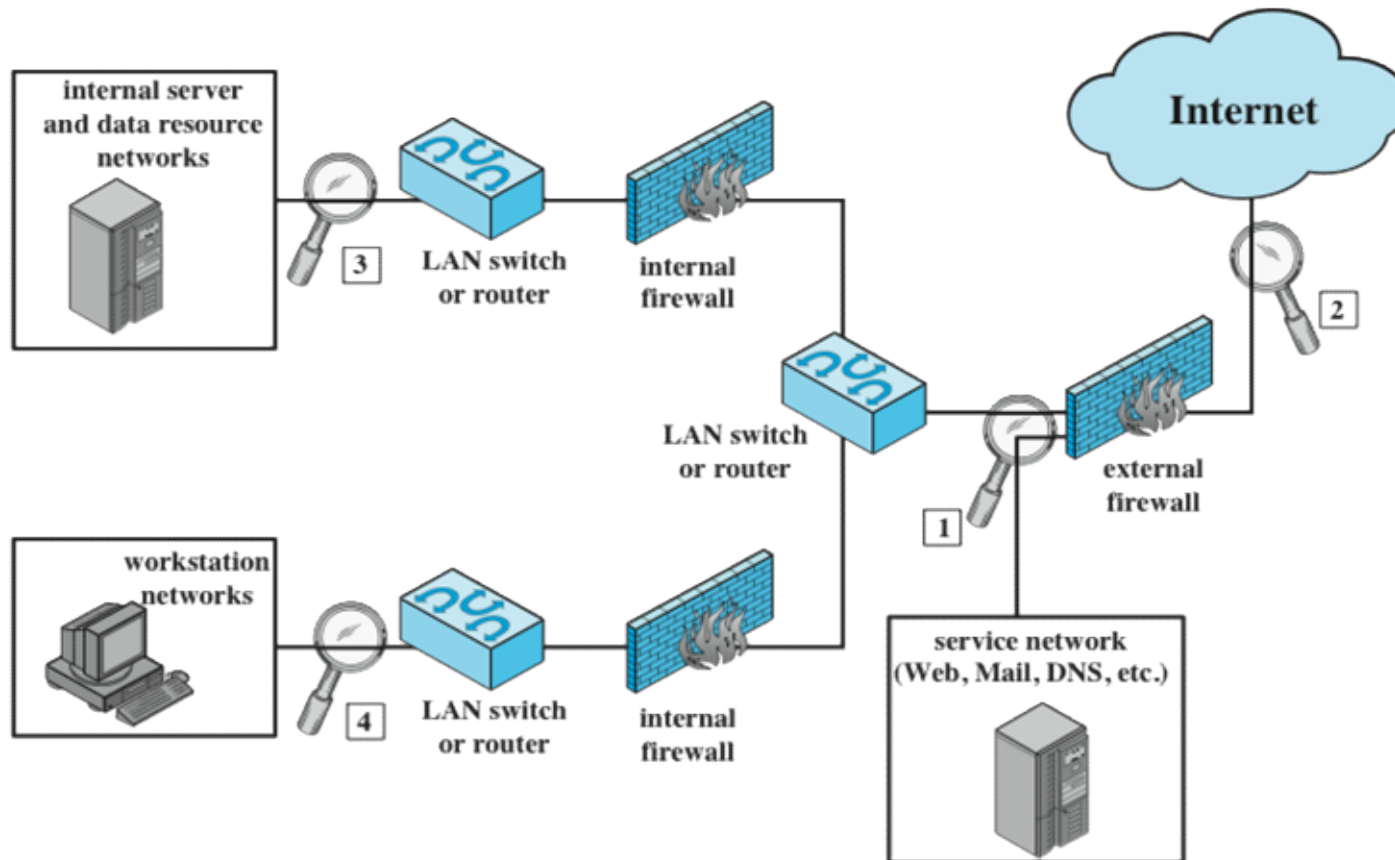 internal server
and data resource
networks
3
LAN switch
or router
internal
firewall
Internet
2
LAN switch
or router
1
external
firewall
workstation
networks
4
LAN switch
or router
internal
firewall
service network
(Web, Mail, DNS, etc.)